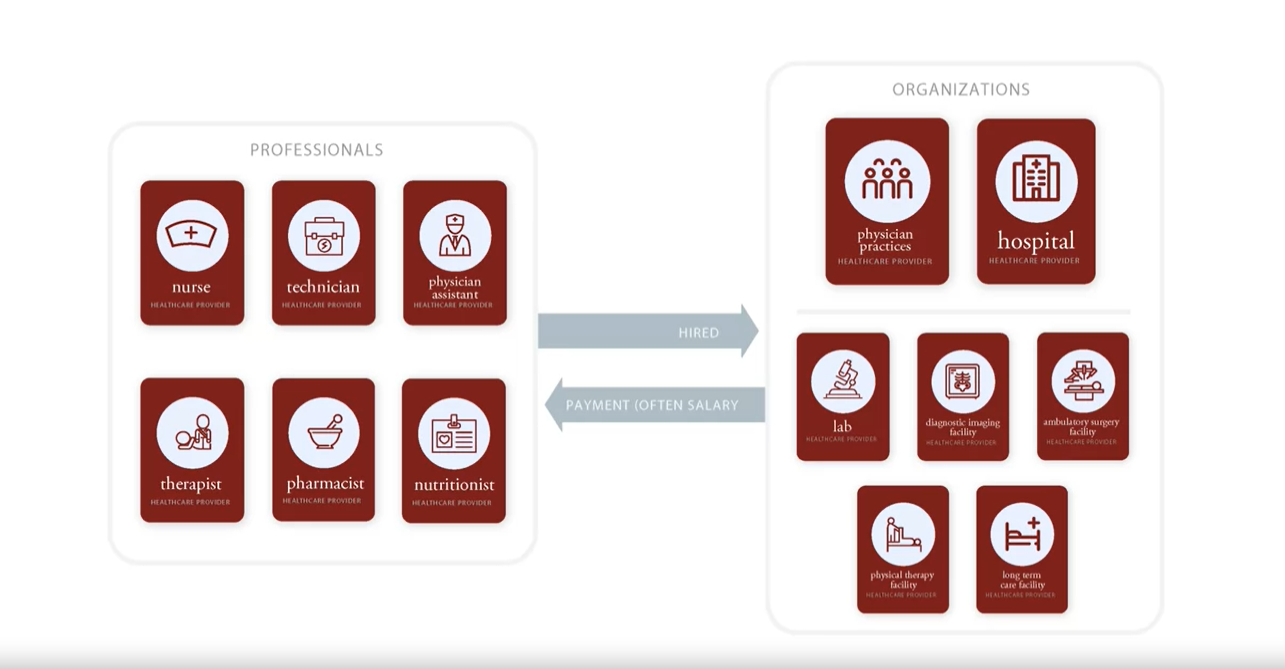 PROFESSIONALS
nurse
HEALTHCARE PROVIDER
technician
HEALTHCARE PROVIDER
physician
assistant
HEALTHCARE PROVIDER
therapist
HEALTHCARE PROVIDER
pharmacist
HEALTHCARE PROVIDER
nutritionist
HEALTHCARE PROVIDER
HIRED
PAYMENT (OFTEN SALARY
ORGANIZATIONS
physician
practices
HEALTHCARE PROVIDER
hospital
HEALTHCARE PROVIDER
lab
HEALTHCARE PROVIDER
diagnostic imaging
facility
HEALTHCARE PROVIDER
ambulatory surgery
facility
HEALTHCARE PROVIDER
physical therapy
facility
HEALTHCARE PROVIDER
long term
care facility
HEALTHCARE PROVIDER